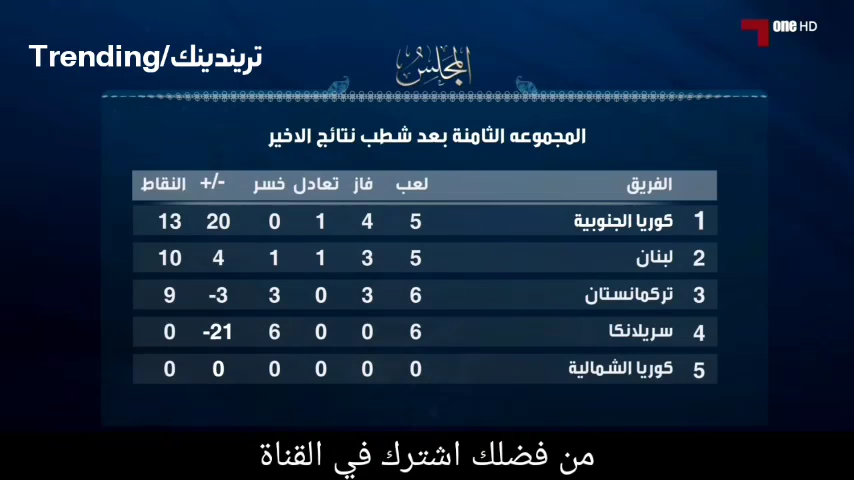 one HD
Trending/تريندينك
المجلس
المجموعه الثامنة بعد شطب نتائج الاخير
الفريق لعب فاز تعادل خسر +/- النقاط
1 كوريا الجنوبية 5 4 1 0 20 13
2 لبنان 5 3 1 1 4 10
3 تركمانستان 6 3 0 3 -3 9
4 سريلانكا 6 0 0 6 -21 0
5 كوريا الشمالية 0 0 0 0 0 0
من فضلك اشترك في القناة